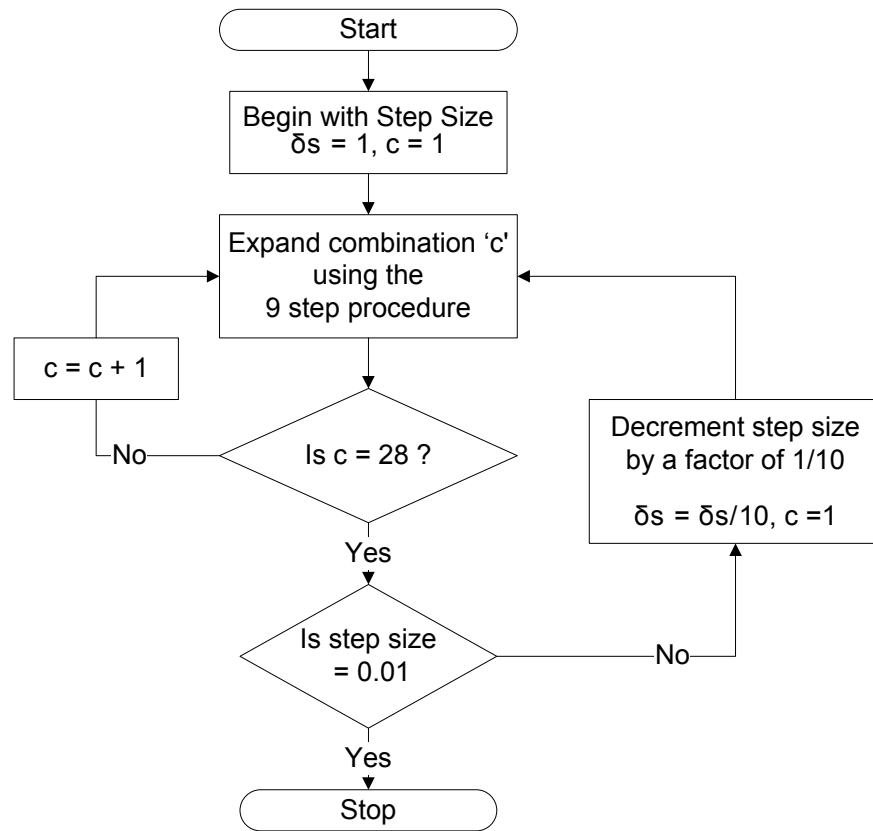 Start
Begin with Step Size
δs = 1, c = 1
Expand combination ‘c'
using the
9 step procedure
c = c + 1
No
Is c = 28 ?
Decrement step size
by a factor of 1/10
δs = δs/10, c =1
Yes
Is step size
= 0.01
No
Yes
Stop